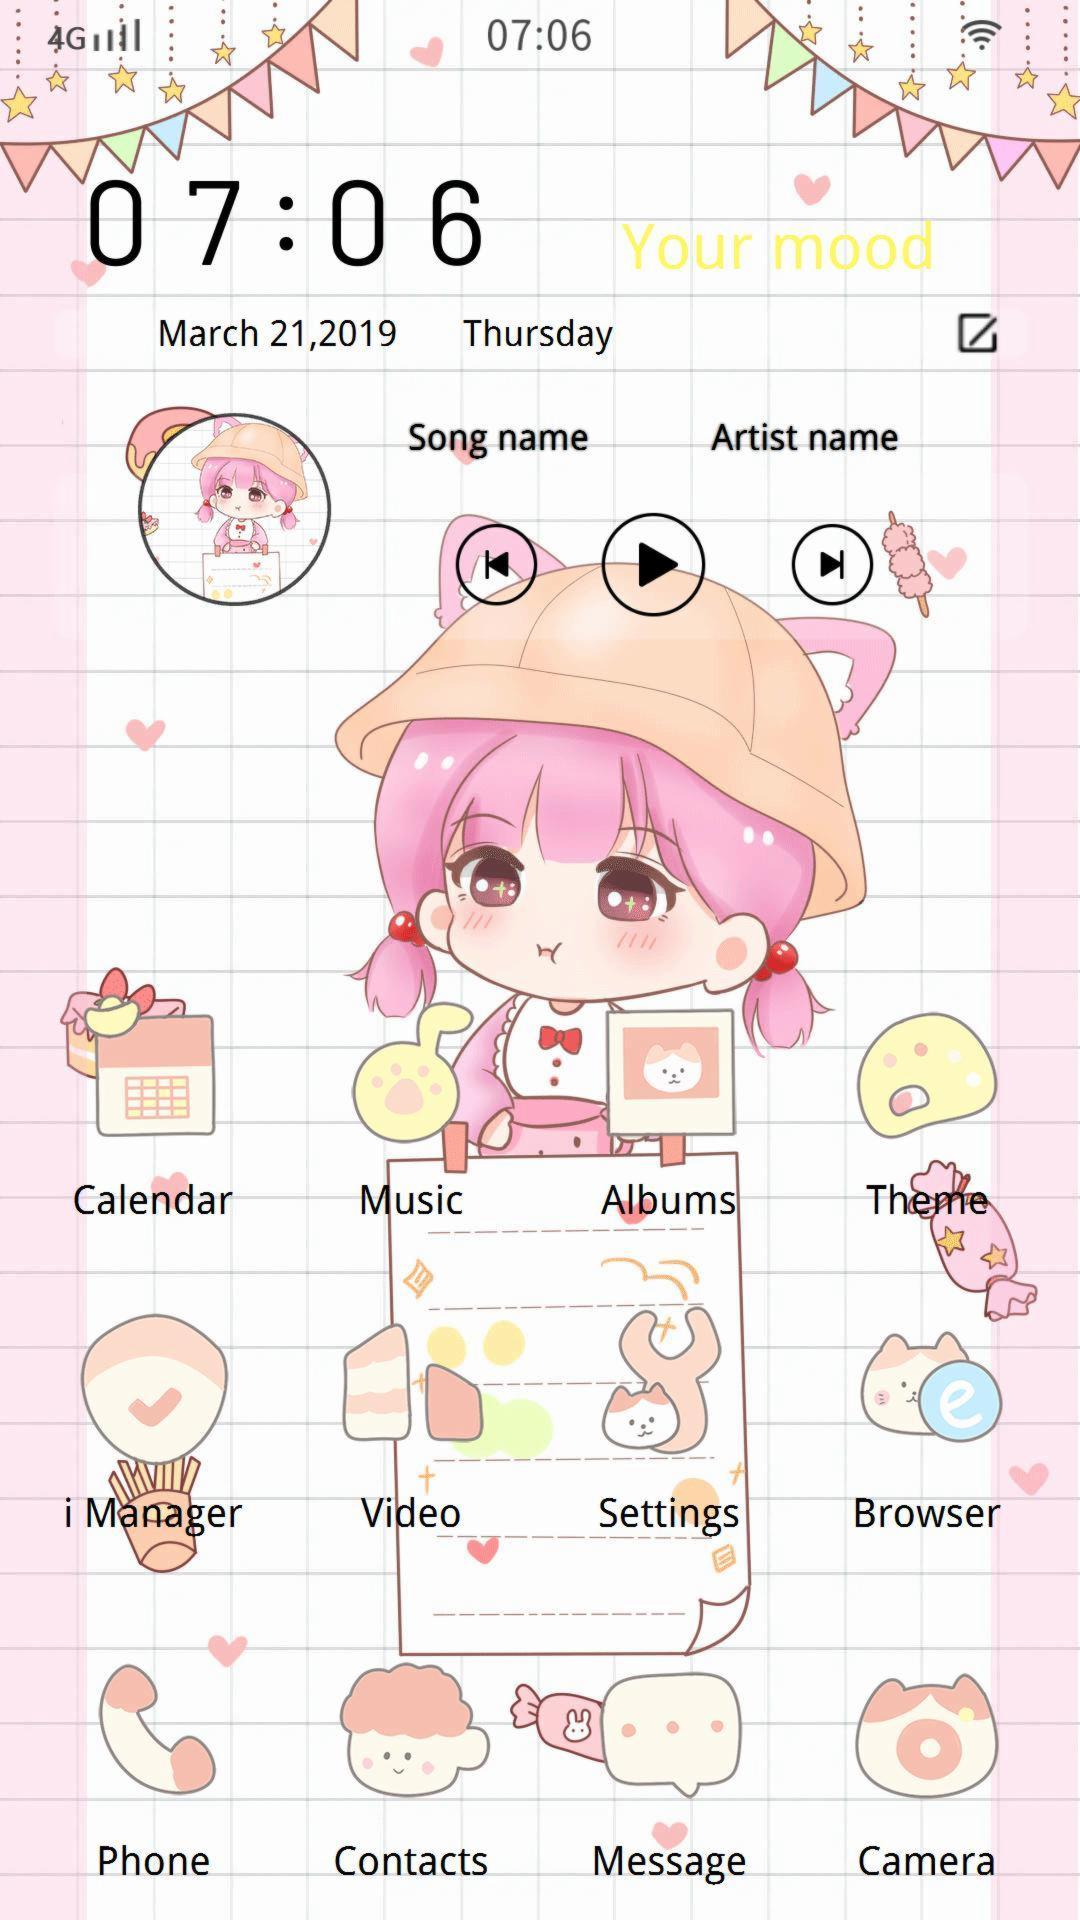 4G 07:06
07:06
Your mood
March 21,2019 Thursday
Song name Artist name
Calendar Music Albums Theme
e
i Manager Video Settings Browser
Phone Contacts Message Camera